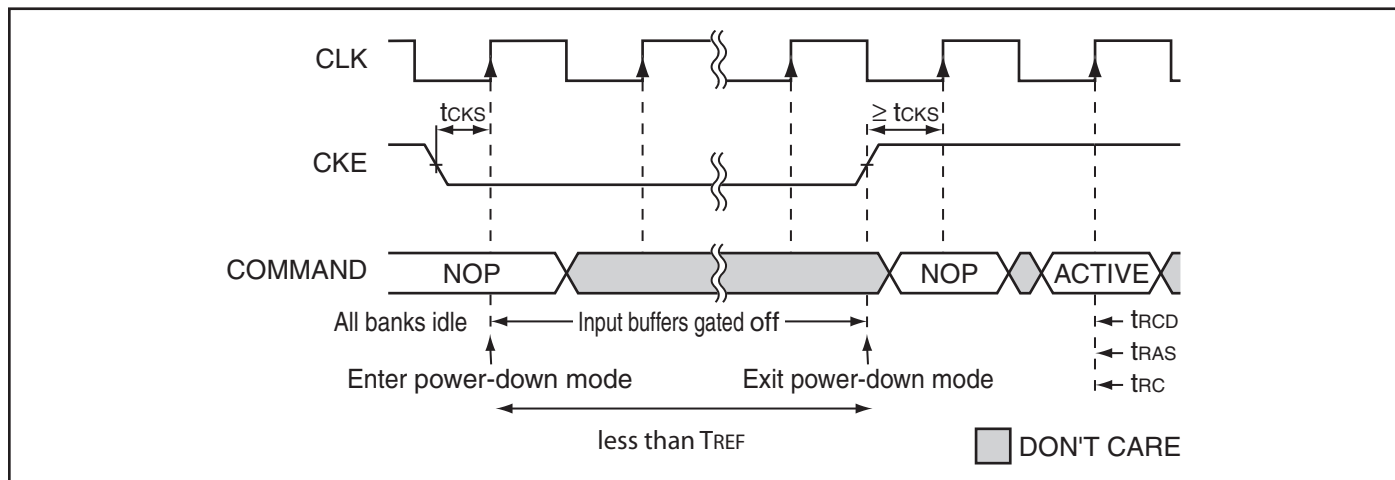 CLK
tCKS
≥ tCKS
CKE
COMMAND
NOP
NOP
ACTIVE
All banks idle
Input buffers gated off
tRCD
tRAS
tRC
Enter power-down mode
Exit power-down mode
less than TREF
DON'T CARE